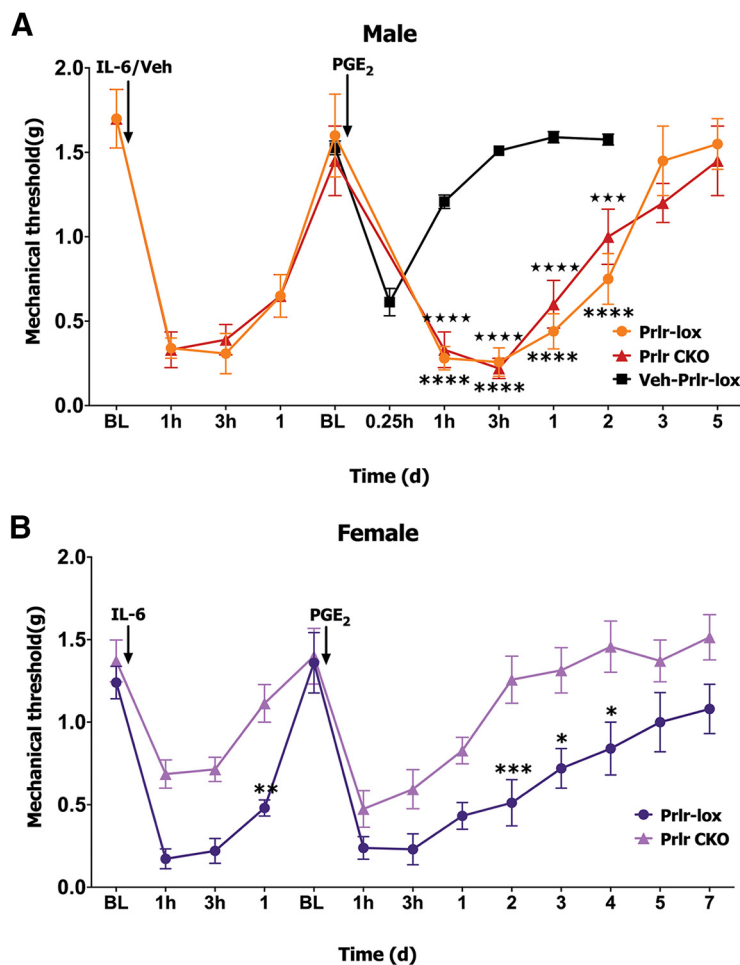 A
Male
IL-6/Veh
PGE2
2.0
1.5
1.0
0.5
0.0
Mechanical threshold(g)
★★★★
★★★★
★★★★
★★★
****
****
****
****
Prlr-lox
Prlr CKO
Veh-Prlr-lox
BL 1h 3h 1 BL 0.25h 1h 3h 1 2 3 5
Time (d)
B
Female
IL-6
PGE2
2.0
1.5
1.0
0.5
0.0
Mechanical threshold(g)
**
***
*
*
Prlr-lox
Prlr CKO
BL 1h 3h 1 BL 1h 3h 1 2 3 4 5 7
Time (d)